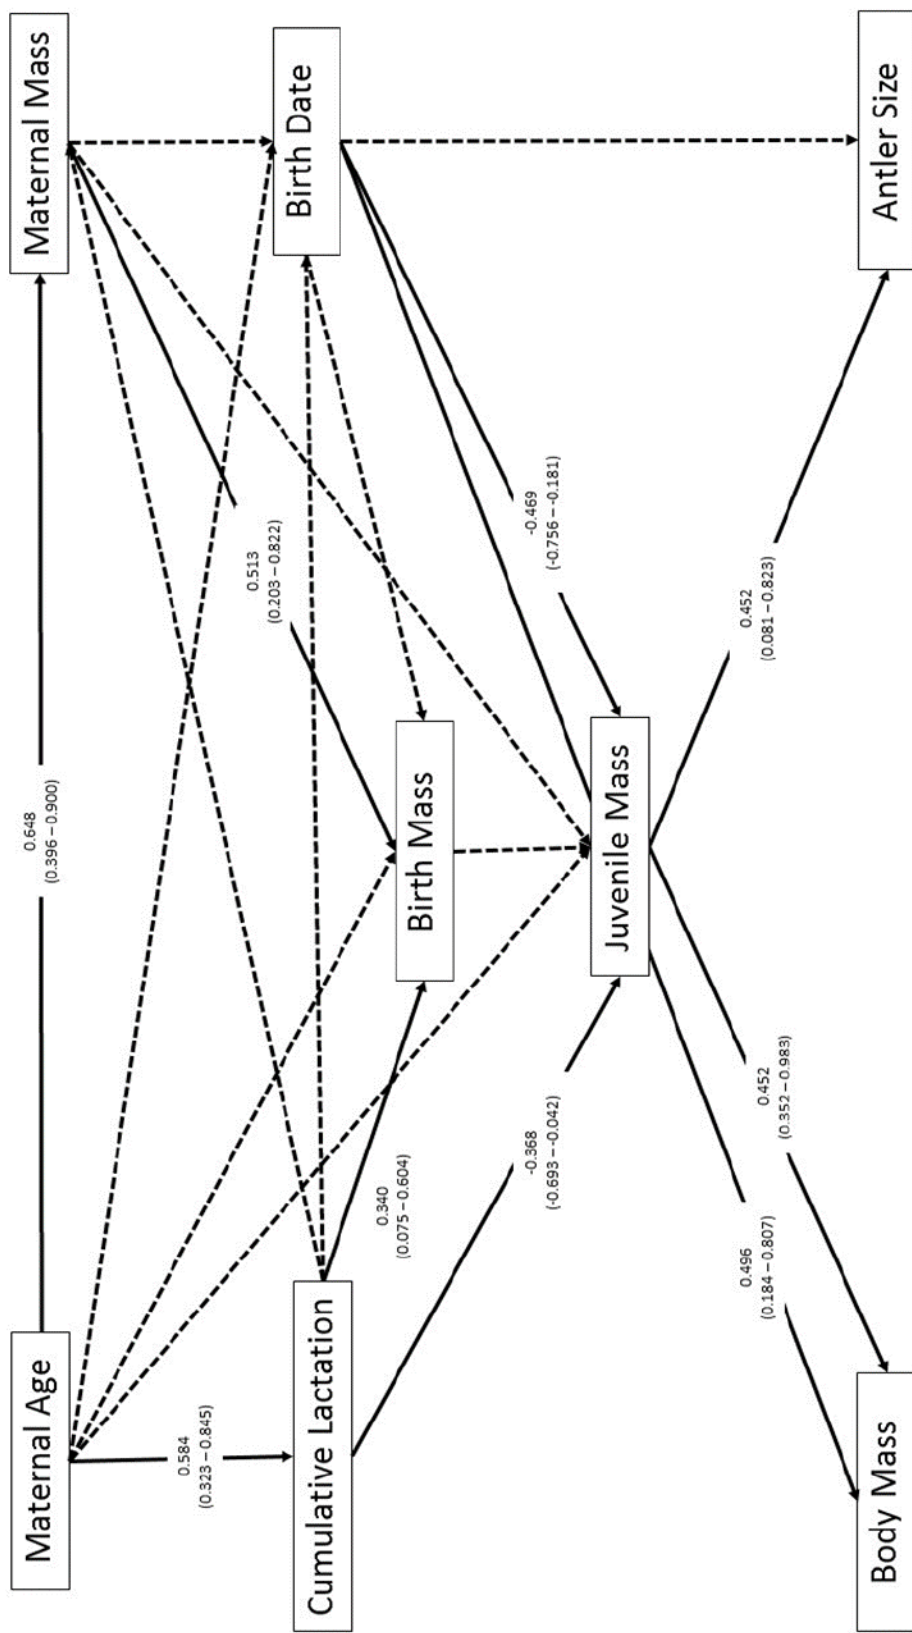 Maternal Age
0.648
(0.396 – 0.900)
Maternal Mass
0.584
(0.323 – 0.845)
Cumulative Lactation
0.513
(0.203 – 0.822)
Birth Date
0.340
(0.075 – 0.604)
Birth Mass
-0.368
(-0.693 – -0.042)
-0.469
(-0.756 – -0.181)
Juvenile Mass
0.496
(0.184 – 0.807)
0.452
(0.352 – 0.983)
0.452
(0.081 – 0.823)
Body Mass
Antler Size